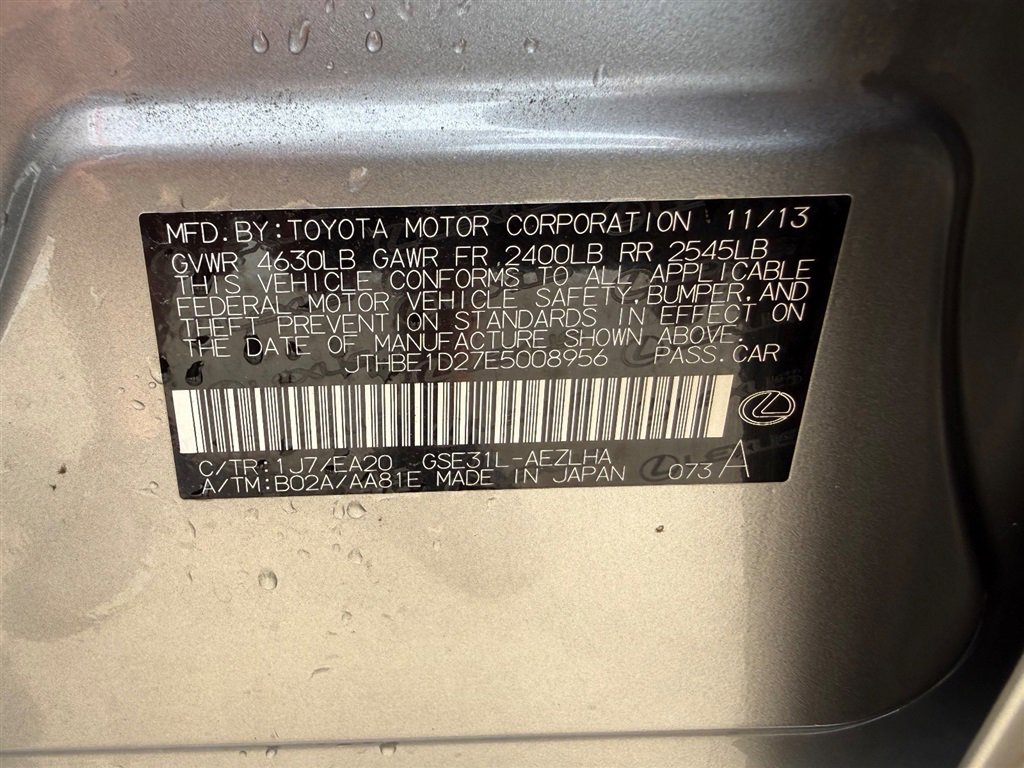 MFD.BY:TOYOTA MOTOR CORPORATION 11/13
GVWR 4630LB GAWR FR 2400LB RR 2545LB
THIS VEHICLE CONFORMS TO ALL APPLICABLE
FEDERAL MOTOR VEHICLE SAFETY, BUMPER, AND
THEFT PREVENTION STANDARDS IN EFFECT ON
THE DATE OF MANUFACTURE SHOWN ABOVE.
JTHBE1D27E5008956 PASS.CAR
C/TR:1J7/EA20 GSE31L-AEZLHA
A/TM:B02A/AA81E MADE IN JAPAN 073 A
LEXUS